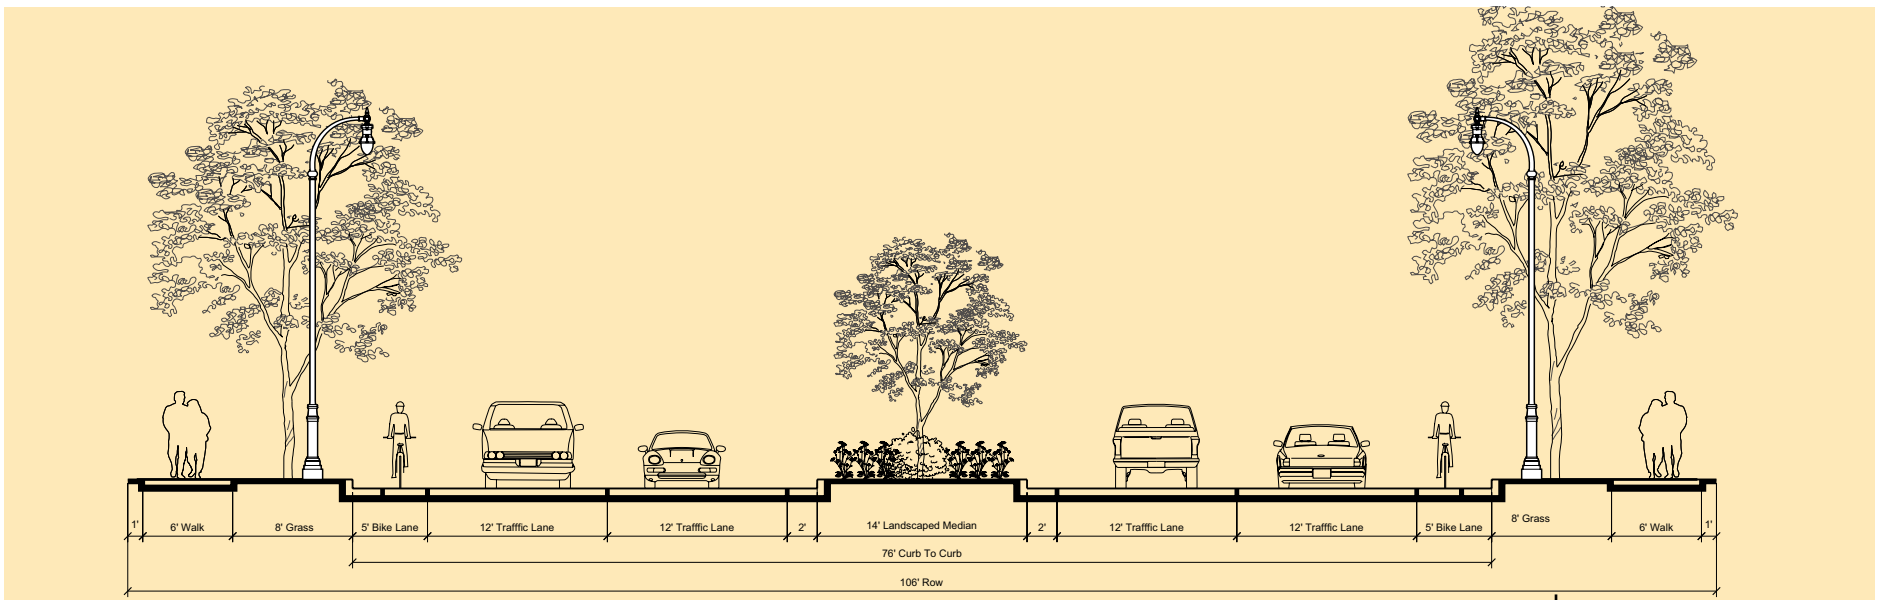 1' 6' Walk 8' Grass 5' Bike Lane 12' Trafffic Lane 12' Trafffic Lane 2' 14' Landscaped Median 2' 12' Trafffic Lane 12' Trafffic Lane 5' Bike Lane 8' Grass 6' Walk 1'
76' Curb To Curb
106' Row